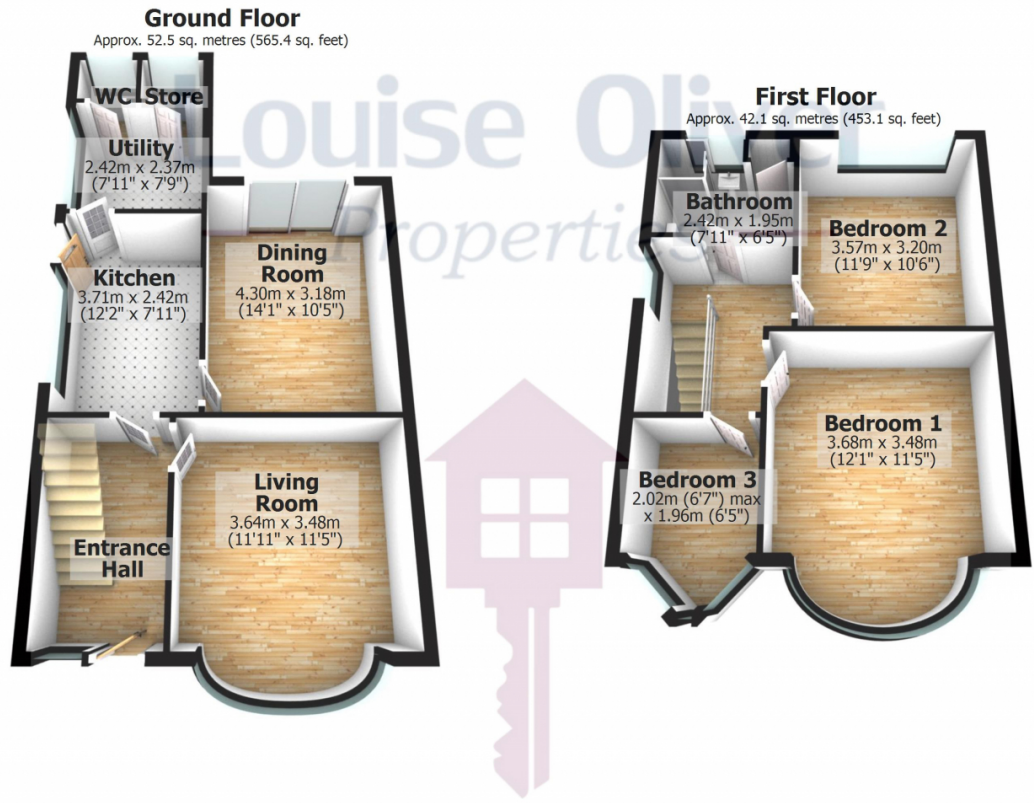 Ground Floor
Approx. 52.5 sq. metres (565.4 sq. feet)
WC Store
Utility
2.42m x 2.37m
(7'11" x 7'9")
Kitchen
3.71m x 2.42m
(12'2" x 7'11")
Dining
Room
4.30m x 3.18m
(14'1" x 10'5")
Living
Room
3.64m x 3.48m
(11'11" x 11'5")
Entrance
Hall
First Floor
Approx. 42.1 sq. metres (453.1 sq. feet)
Bathroom
2.42m x 1.95m
(7'11" x 6'5")
Bedroom 2
3.57m x 3.20m
(11'9" x 10'6")
Bedroom 1
3.68m x 3.48m
(12'1" x 11'5")
Bedroom 3
2.02m (6'7") max
x 1.96m (6'5")
Louise Oliver
Properties